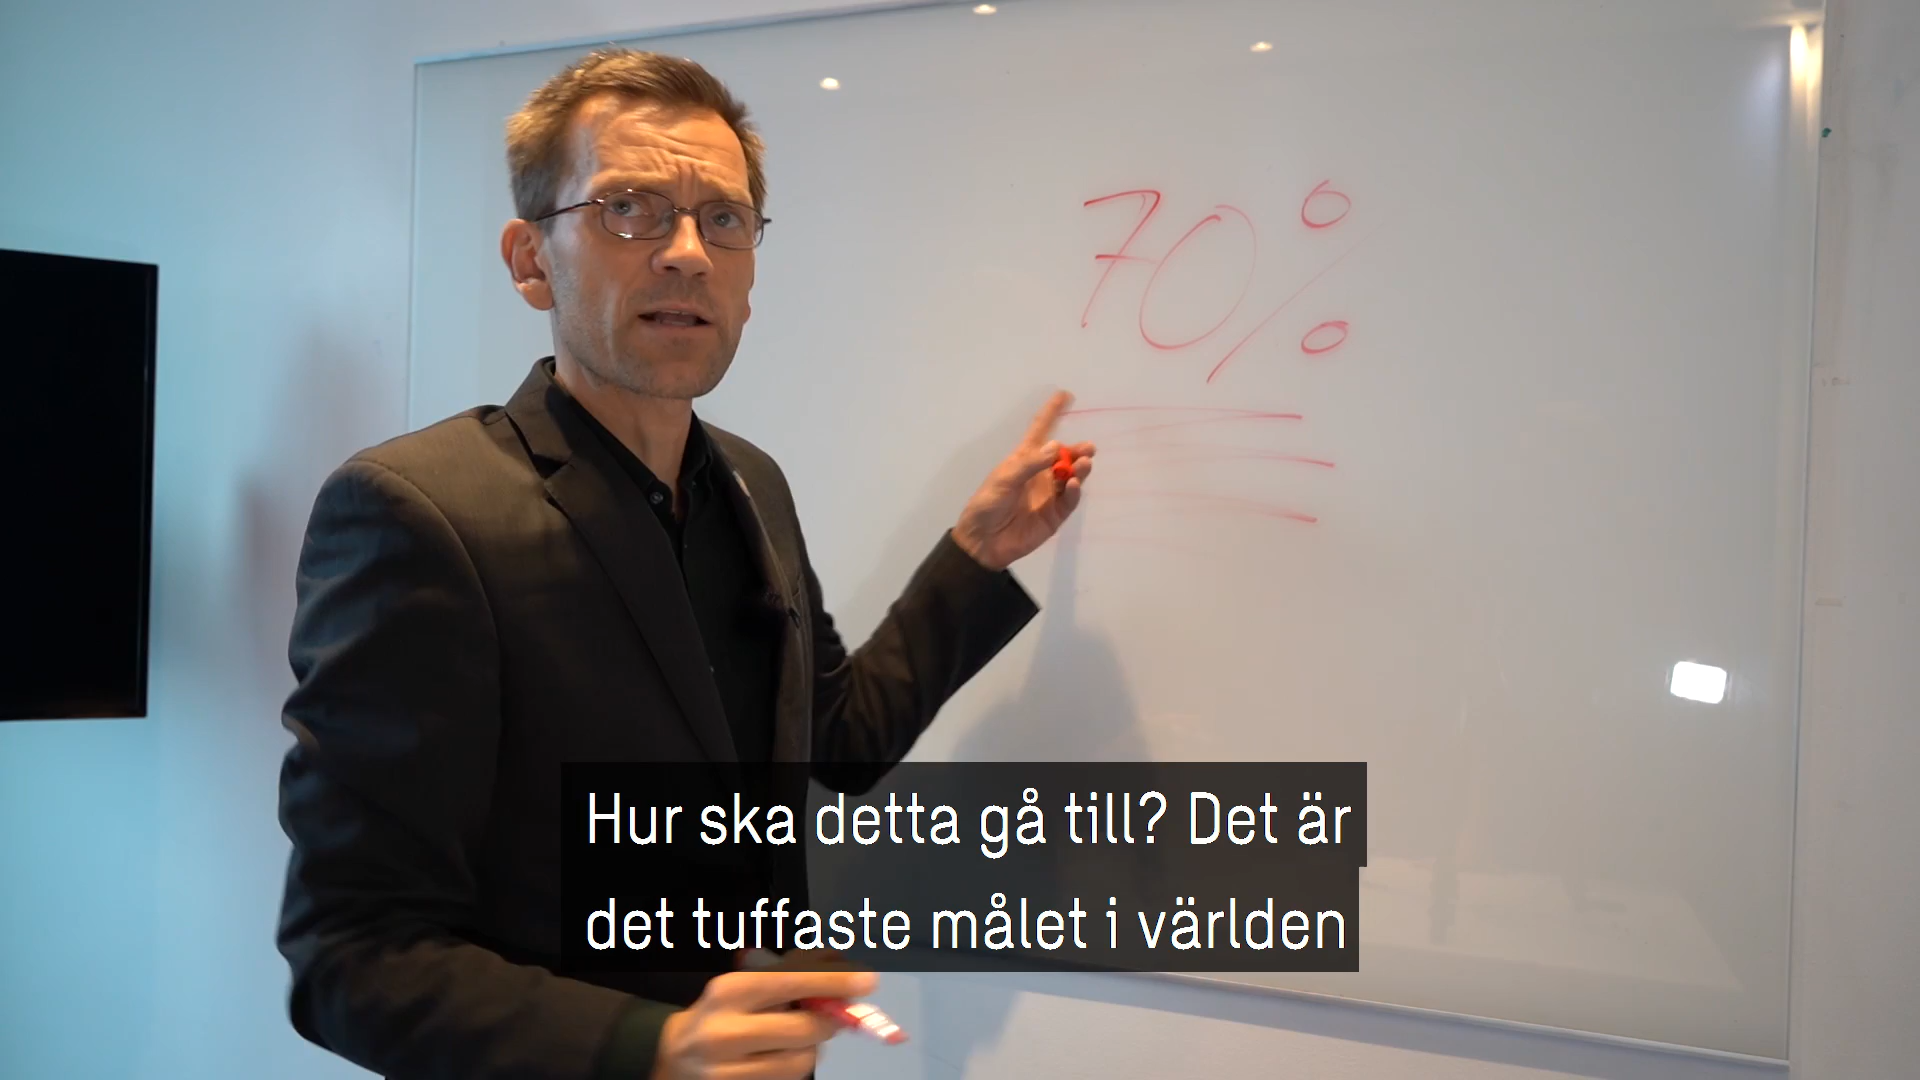 70%
Hur ska detta gå till? Det är
det tuffaste målet i världen